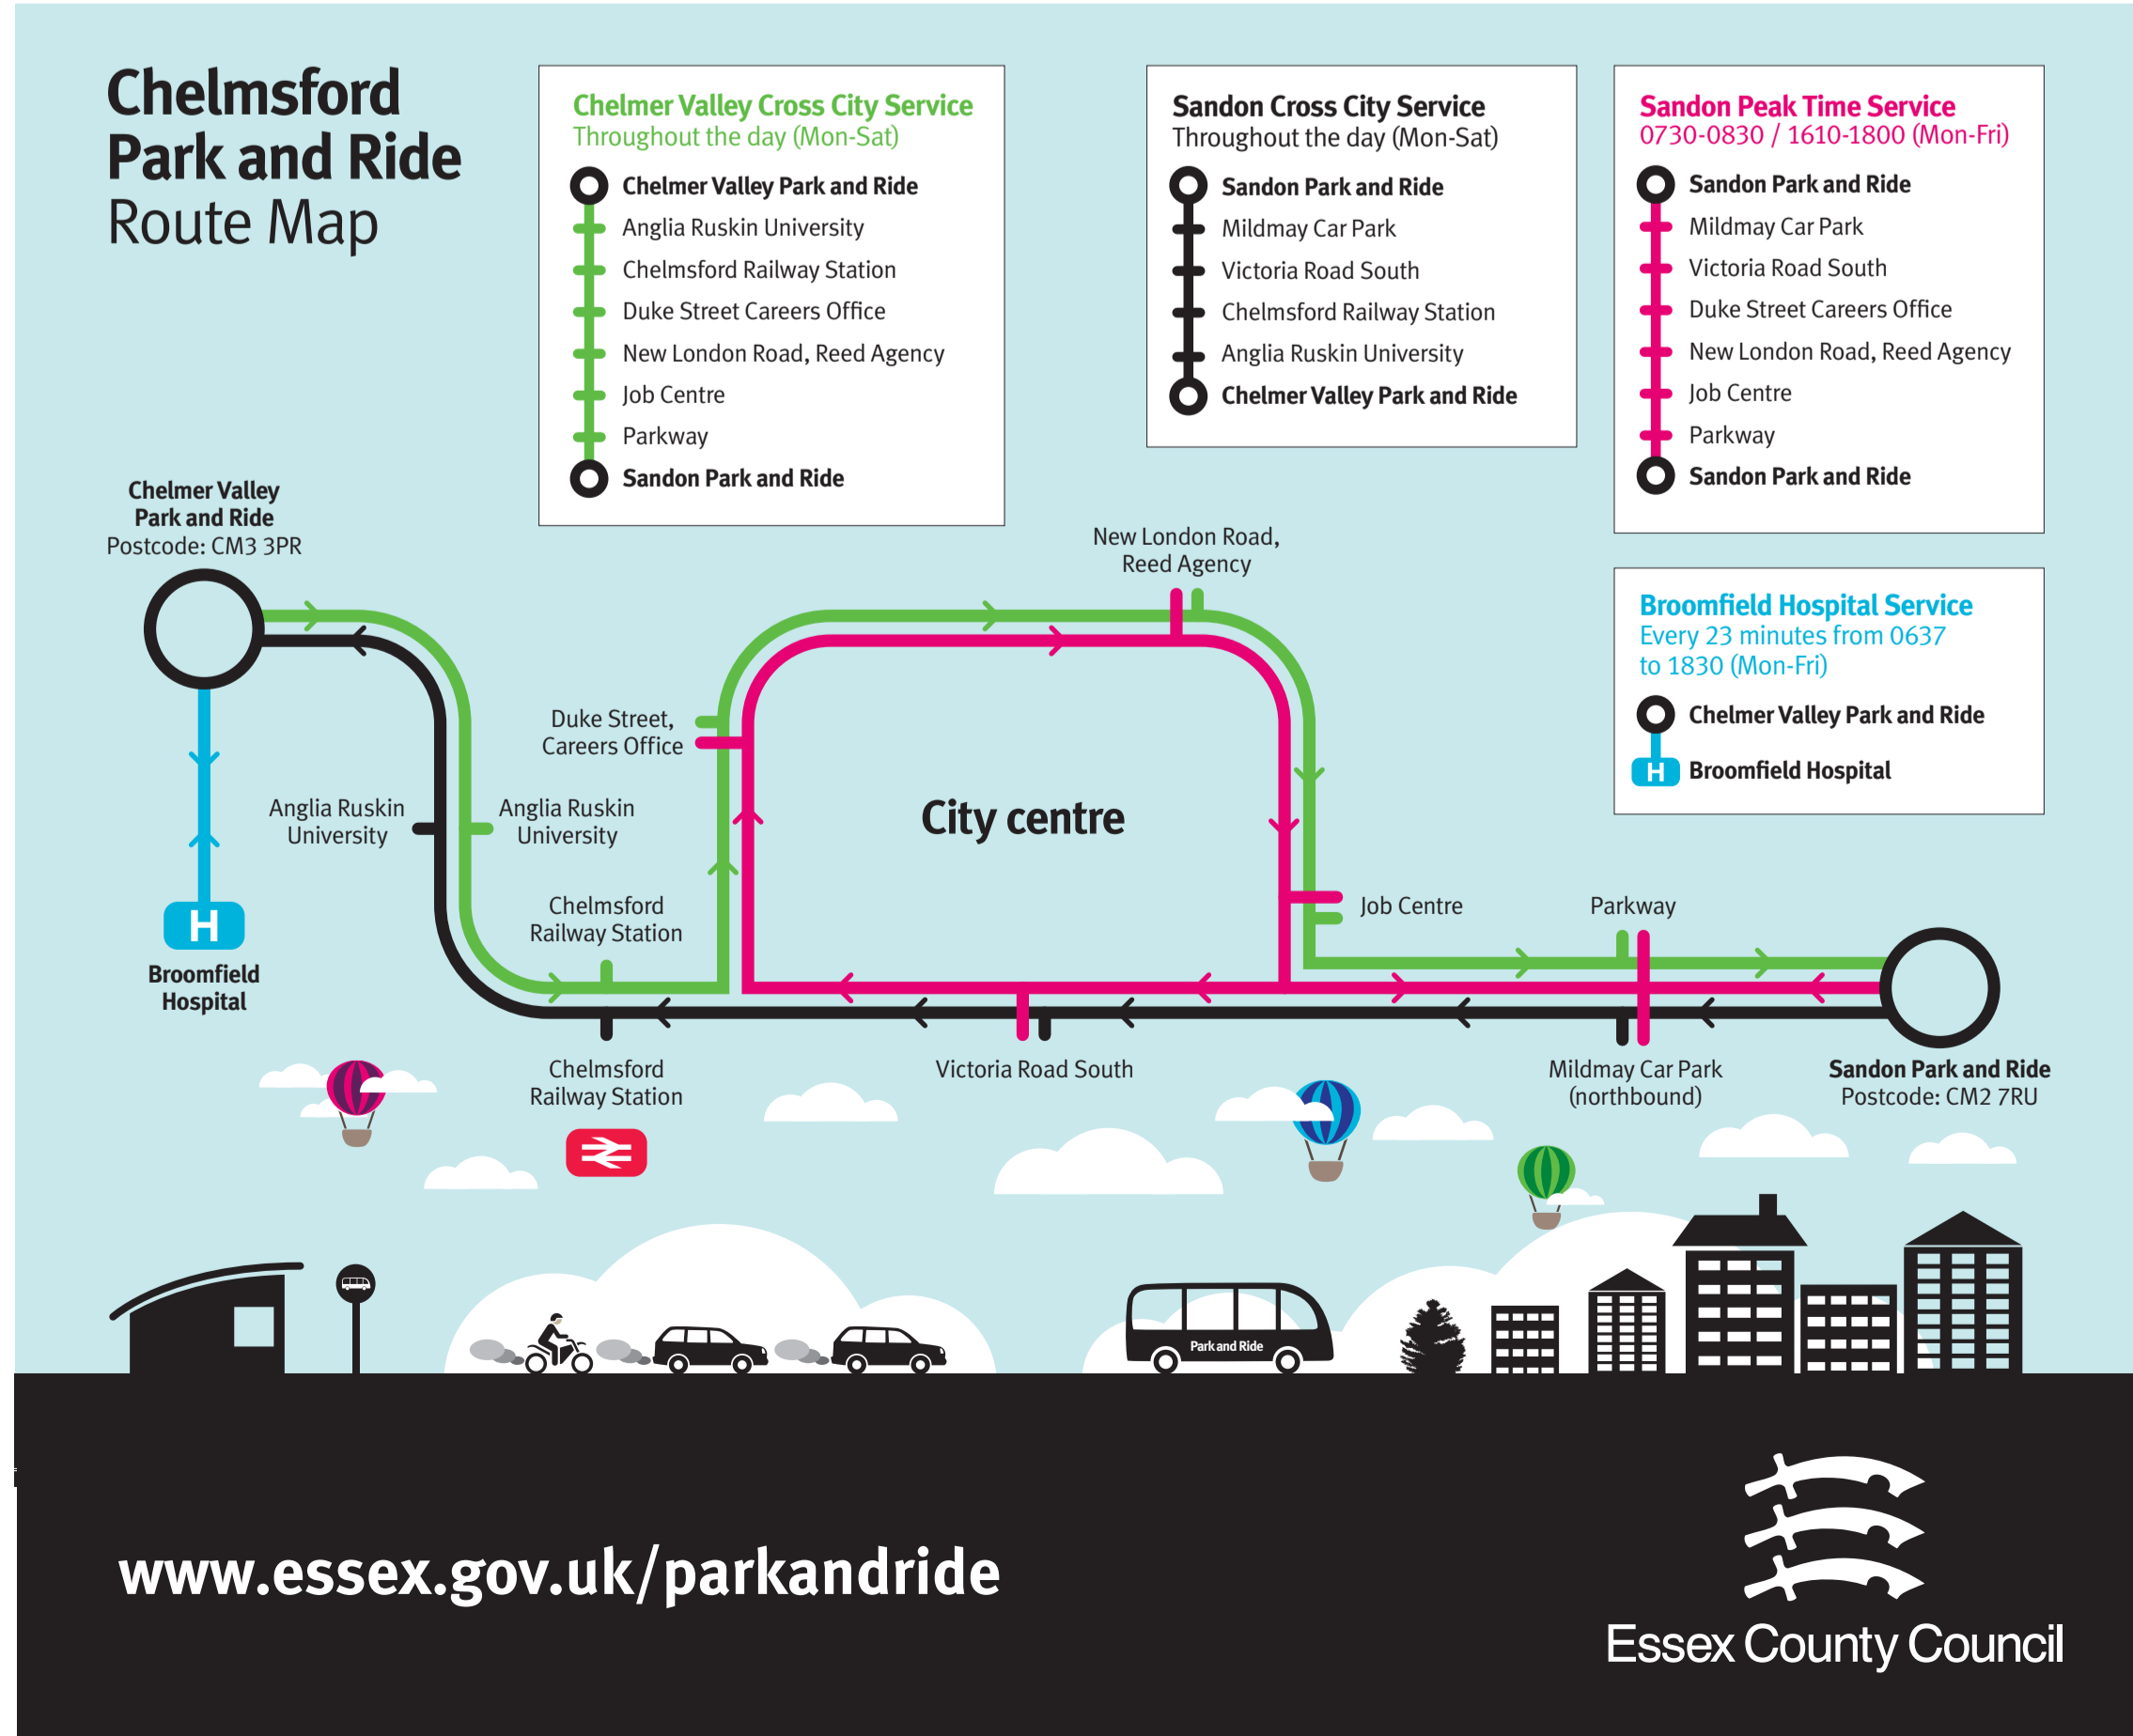 Chelmsford
Park and Ride
Route Map
Chelmer Valley Cross City Service
Throughout the day (Mon-Sat)
Chelmer Valley Park and Ride
Anglia Ruskin University
Chelmsford Railway Station
Duke Street Careers Office
New London Road, Reed Agency
Job Centre
Parkway
Sandon Park and Ride
Sandon Cross City Service
Throughout the day (Mon-Sat)
Sandon Park and Ride
Mildmay Car Park
Victoria Road South
Chelmsford Railway Station
Anglia Ruskin University
Chelmer Valley Park and Ride
Sandon Peak Time Service
0730-0830 / 1610-1800 (Mon-Fri)
Sandon Park and Ride
Mildmay Car Park
Victoria Road South
Duke Street Careers Office
New London Road, Reed Agency
Job Centre
Parkway
Sandon Park and Ride
Broomfield Hospital Service
Every 23 minutes from 0637
to 1830 (Mon-Fri)
Chelmer Valley Park and Ride
H Broomfield Hospital
Chelmer Valley
Park and Ride
Postcode: CM3 3PR
New London Road,
Reed Agency
Duke Street,
Careers Office
Anglia Ruskin
University
Anglia Ruskin
University
City centre
Chelmsford
Railway Station
Job Centre
Parkway
H
Broomfield
Hospital
Chelmsford
Railway Station
Victoria Road South
Mildmay Car Park
(northbound)
Sandon Park and Ride
Postcode: CM2 7RU
Park and Ride
www.essex.gov.uk/parkandride
Essex County Council